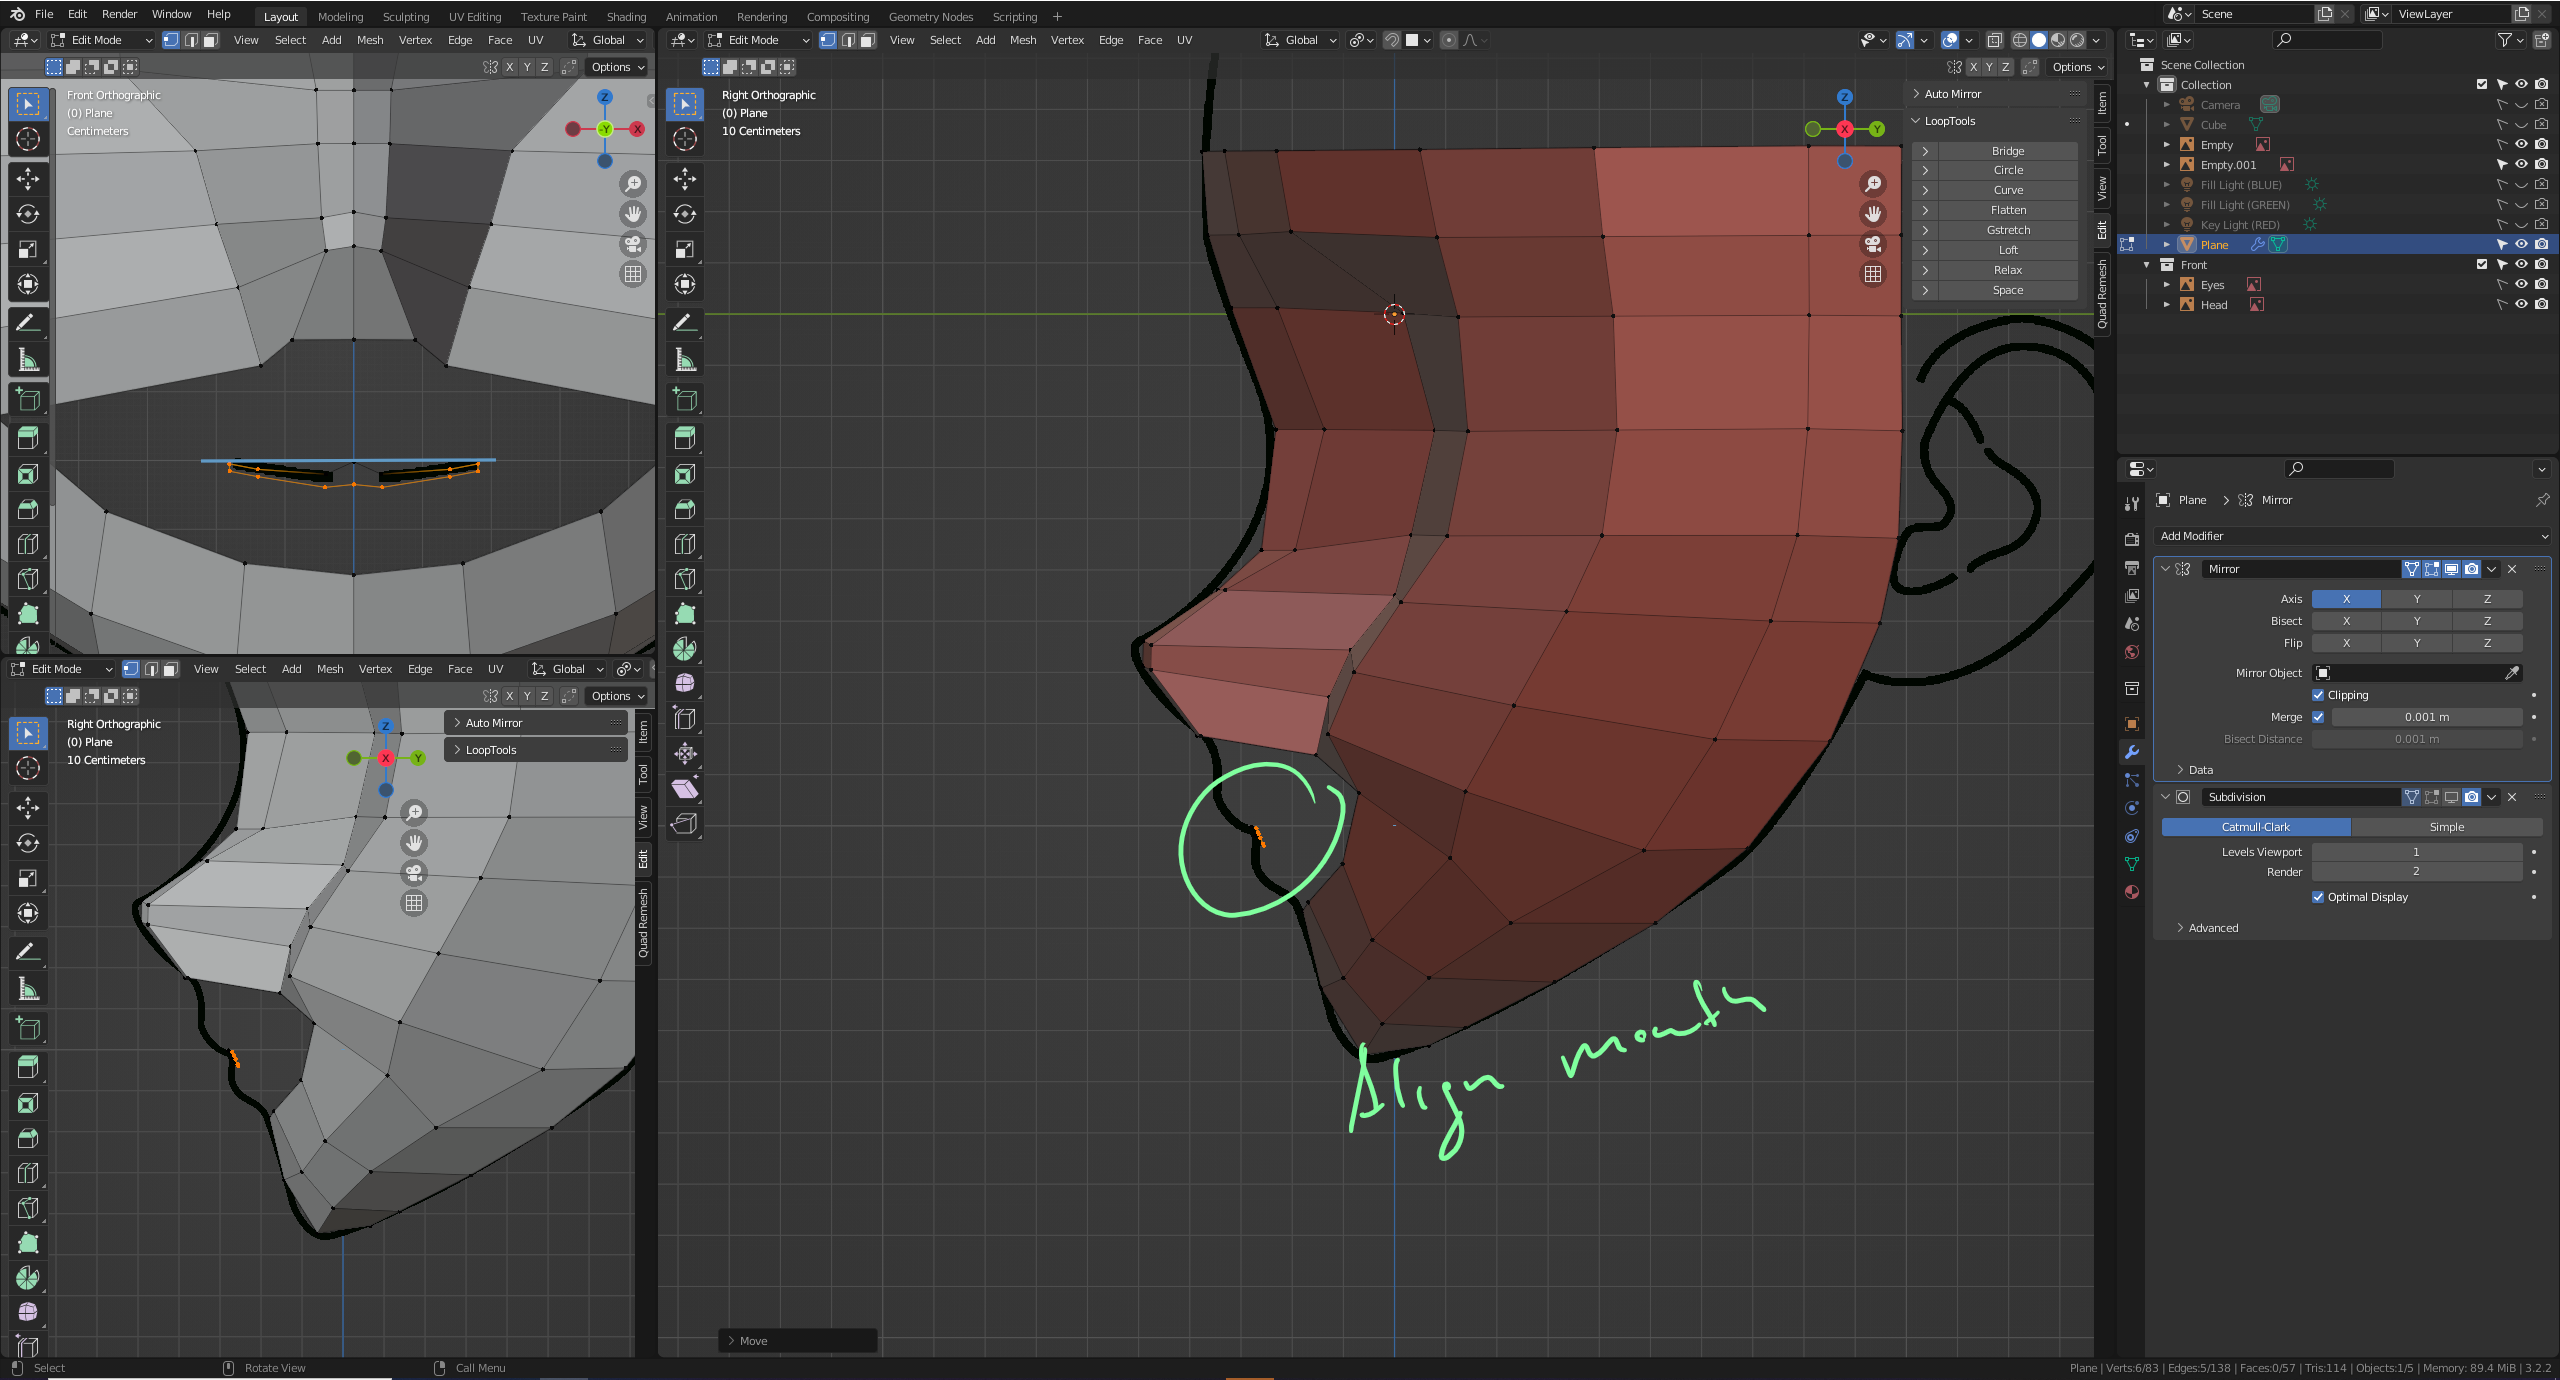 File Edit Render Window Help Layout Modeling Sculpting UV Editing Texture Paint Shading Animation Rendering Compositing Geometry Nodes Scripting + Scene ViewLayer
Edit Mode View Select Add Mesh Vertex Edge Face UV Global
X Y Z Options
Front Orthographic
(0) Plane
Centimeters
Z
-Y X
Edit Mode View Select Add Mesh Vertex Edge Face UV Global
X Y Z Options
Right Orthographic
(0) Plane
10 Centimeters
Z
X Y
Auto Mirror
LoopTools
Item
Tool
View
Edit
Quad Remesh
Edit Mode View Select Add Mesh Vertex Edge Face UV Global
X Y Z Options
Right Orthographic
(0) Plane
10 Centimeters
Z
X Y
Auto Mirror
LoopTools
Bridge
Circle
Curve
Flatten
Gstretch
Loft
Relax
Space
Item
Tool
View
Edit
Quad Remesh
Align mouth
Move
Scene Collection
Collection
Camera
Cube
Empty
Empty.001
Fill Light (BLUE)
Fill Light (GREEN)
Key Light (RED)
Plane
Front
Eyes
Head
Plane > Mirror
Add Modifier
Mirror
Axis X Y Z
Bisect X Y Z
Flip X Y Z
Mirror Object
Clipping
Merge 0.001 m
Bisect Distance 0.001 m
Data
Subdivision
Catmull-Clark Simple
Levels Viewport 1
Render 2
Optimal Display
Advanced
Select Rotate View Call Menu Plane | Verts:6/83 | Edges:5/138 | Faces:0/57 | Tris:114 | Objects:1/5 | Memory: 89.4 MiB | 3.2.2